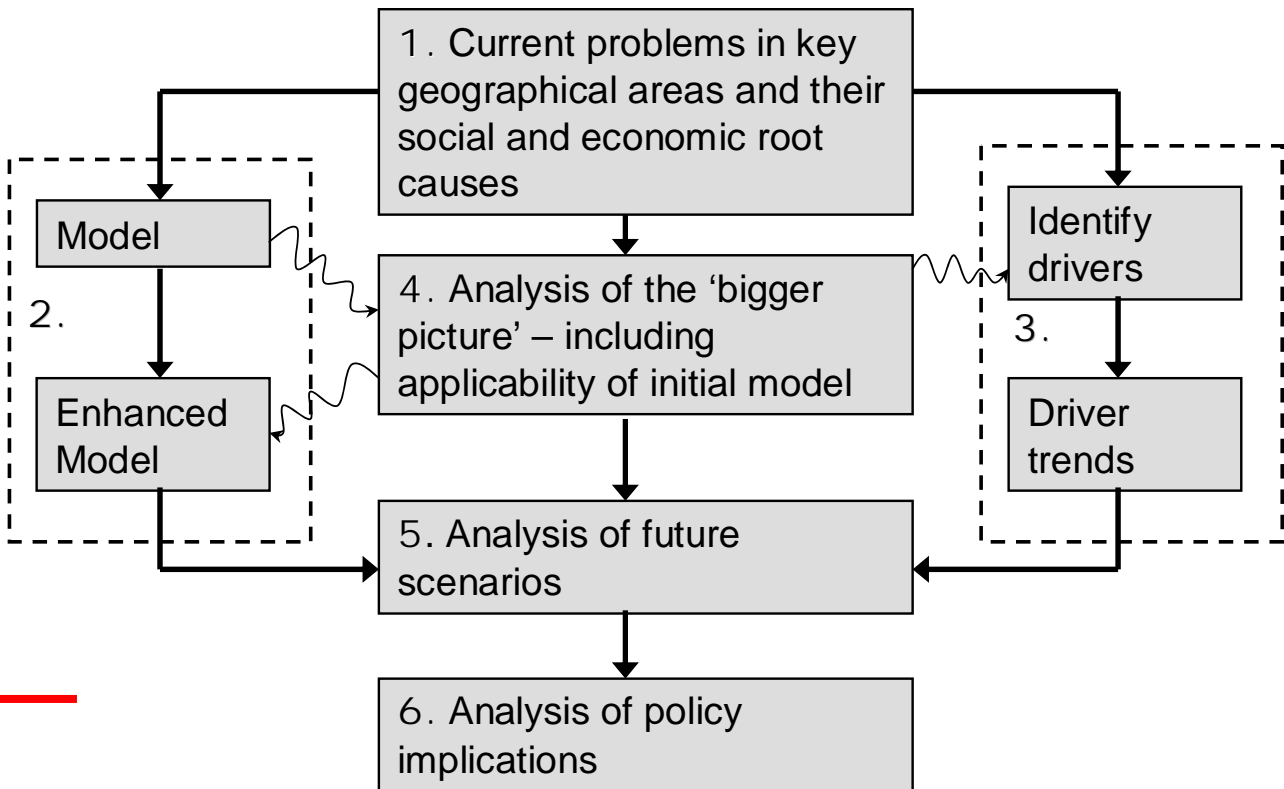 1. Current problems in key
geographical areas and their
social and economic root
causes
Model
2.
Enhanced
Model
4. Analysis of the ‘bigger
picture’ – including
applicability of initial model
Identify
drivers
3.
Driver
trends
5. Analysis of future
scenarios
6. Analysis of policy
implications